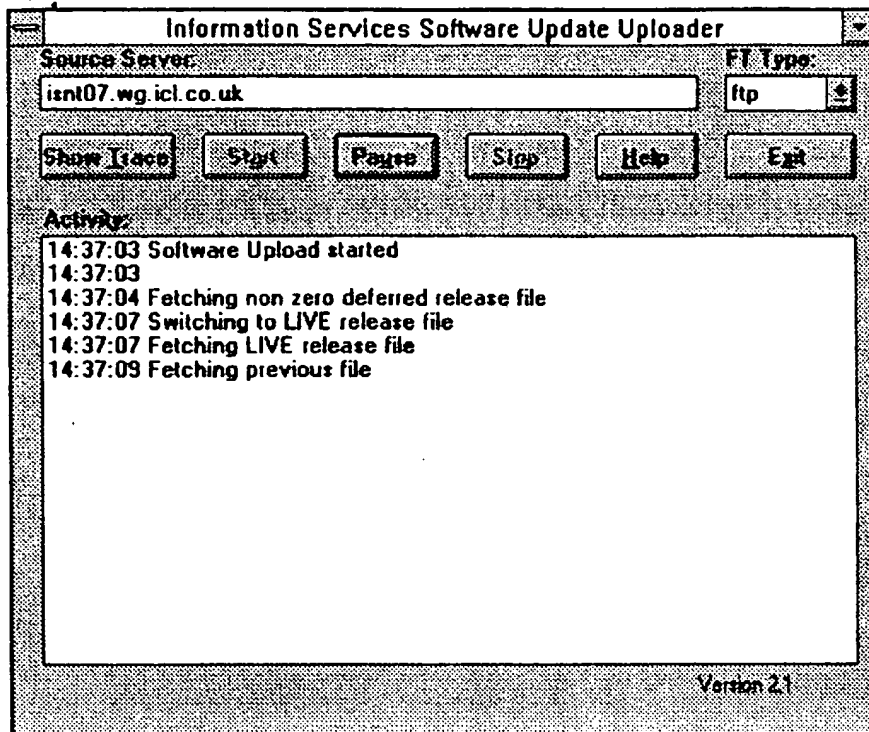 Information Services Software Update Uploader
Source Server:
FT Type:
isnt07.wg.icl.co.uk
ftp
Show Trace
Start
Pause
Stop
Help
Exit
Activity:
14:37:03 Software Upload started
14:37:03
14:37:04 Fetching non zero deferred release file
14:37:07 Switching to LIVE release file
14:37:07 Fetching LIVE release file
14:37:09 Fetching previous file
Version 2.1